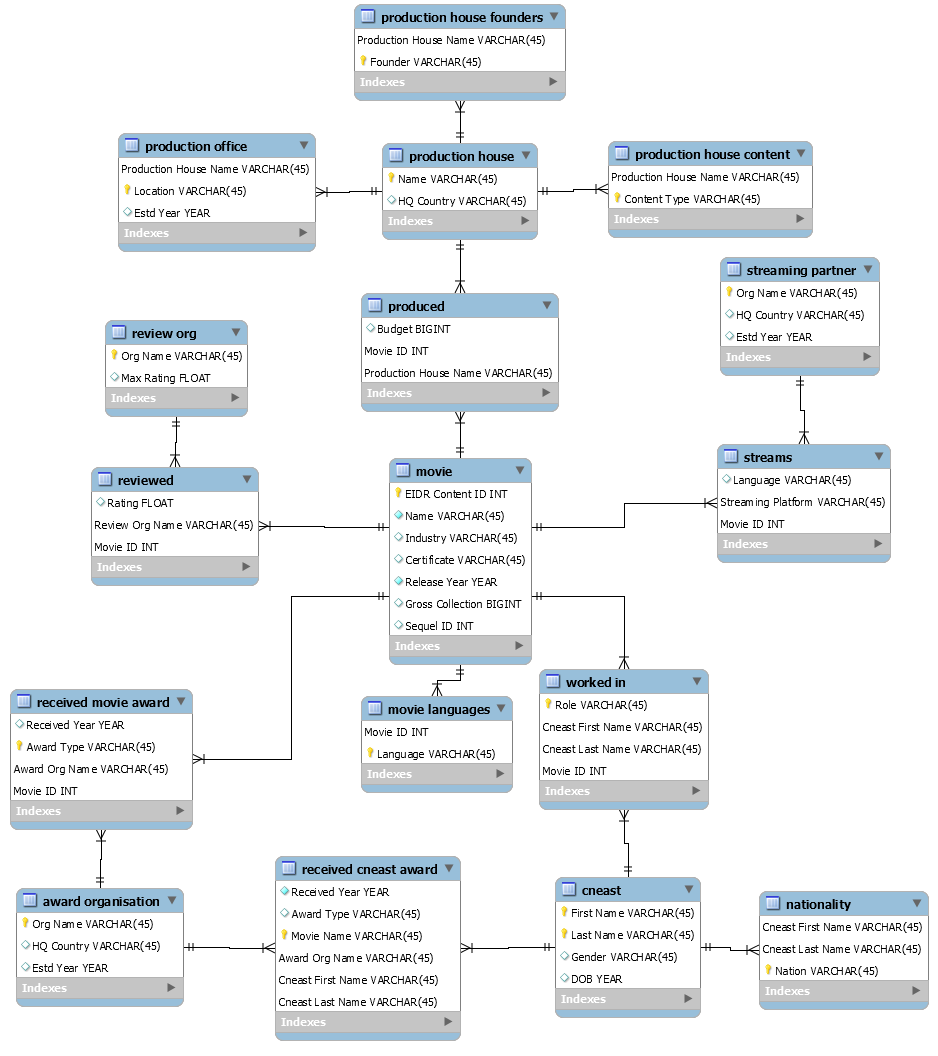 production house founders
Production House Name VARCHAR(45)
Founder VARCHAR(45)
Indexes
production office
Production House Name VARCHAR(45)
Location VARCHAR(45)
Estd Year YEAR
Indexes
production house
Name VARCHAR(45)
HQ Country VARCHAR(45)
Indexes
production house content
Production House Name VARCHAR(45)
Content Type VARCHAR(45)
Indexes
streaming partner
Org Name VARCHAR(45)
HQ Country VARCHAR(45)
Estd Year YEAR
Indexes
produced
Budget BIGINT
Movie ID INT
Production House Name VARCHAR(45)
Indexes
review org
Org Name VARCHAR(45)
Max Rating FLOAT
Indexes
reviewed
Rating FLOAT
Review Org Name VARCHAR(45)
Movie ID INT
Indexes
movie
EIDR Content ID INT
Name VARCHAR(45)
Industry VARCHAR(45)
Certificate VARCHAR(45)
Release Year YEAR
Gross Collection BIGINT
Sequel ID INT
Indexes
streams
Language VARCHAR(45)
Streaming Platform VARCHAR(45)
Movie ID INT
Indexes
received movie award
Received Year YEAR
Award Type VARCHAR(45)
Award Org Name VARCHAR(45)
Movie ID INT
Indexes
movie languages
Movie ID INT
Language VARCHAR(45)
Indexes
worked in
Role VARCHAR(45)
Cneast First Name VARCHAR(45)
Cneast Last Name VARCHAR(45)
Movie ID INT
Indexes
award organisation
Org Name VARCHAR(45)
HQ Country VARCHAR(45)
Estd Year YEAR
Indexes
received cneast award
Received Year YEAR
Award Type VARCHAR(45)
Movie Name VARCHAR(45)
Award Org Name VARCHAR(45)
Cneast First Name VARCHAR(45)
Cneast Last Name VARCHAR(45)
Indexes
cneast
First Name VARCHAR(45)
Last Name VARCHAR(45)
Gender VARCHAR(45)
DOB YEAR
Indexes
nationality
Cneast First Name VARCHAR(45)
Cneast Last Name VARCHAR(45)
Nation VARCHAR(45)
Indexes